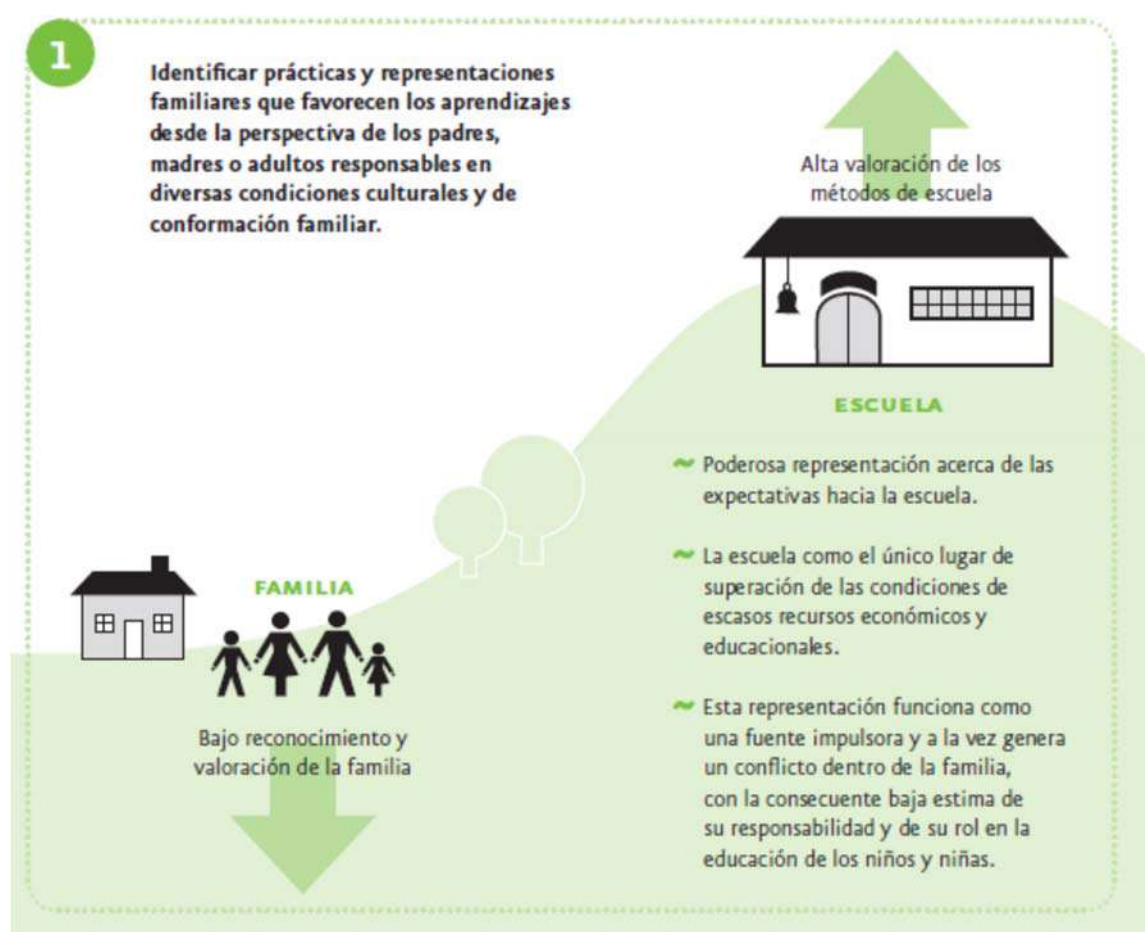 1
Identificar prácticas y representaciones
familiares que favorecen los aprendizajes
desde la perspectiva de los padres,
madres o adultos responsables en
diversas condiciones culturales y de
conformación familiar.
Alta valoración de los
métodos de escuela
ESCUELA
~ Poderosa representación acerca de las
expectativas hacia la escuela.
~ La escuela como el único lugar de
superación de las condiciones de
escasos recursos económicos y
educacionales.
~ Esta representación funciona como
una fuente impulsora y a la vez genera
un conflicto dentro de la familia,
con la consecuente baja estima de
su responsabilidad y de su rol en la
educación de los niños y niñas.
FAMILIA
Bajo reconocimiento y
valoración de la familia